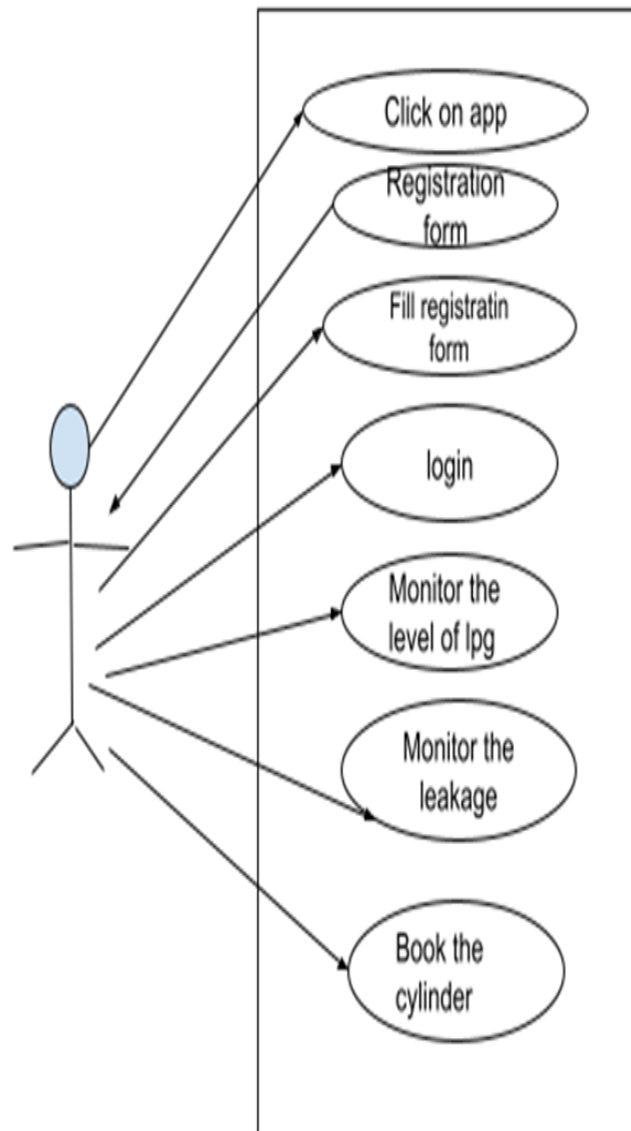 Click on app
Registration
form
Fill registratin
form
login
Monitor the
level of lpg
Monitor the
leakage
Book the
cylinder